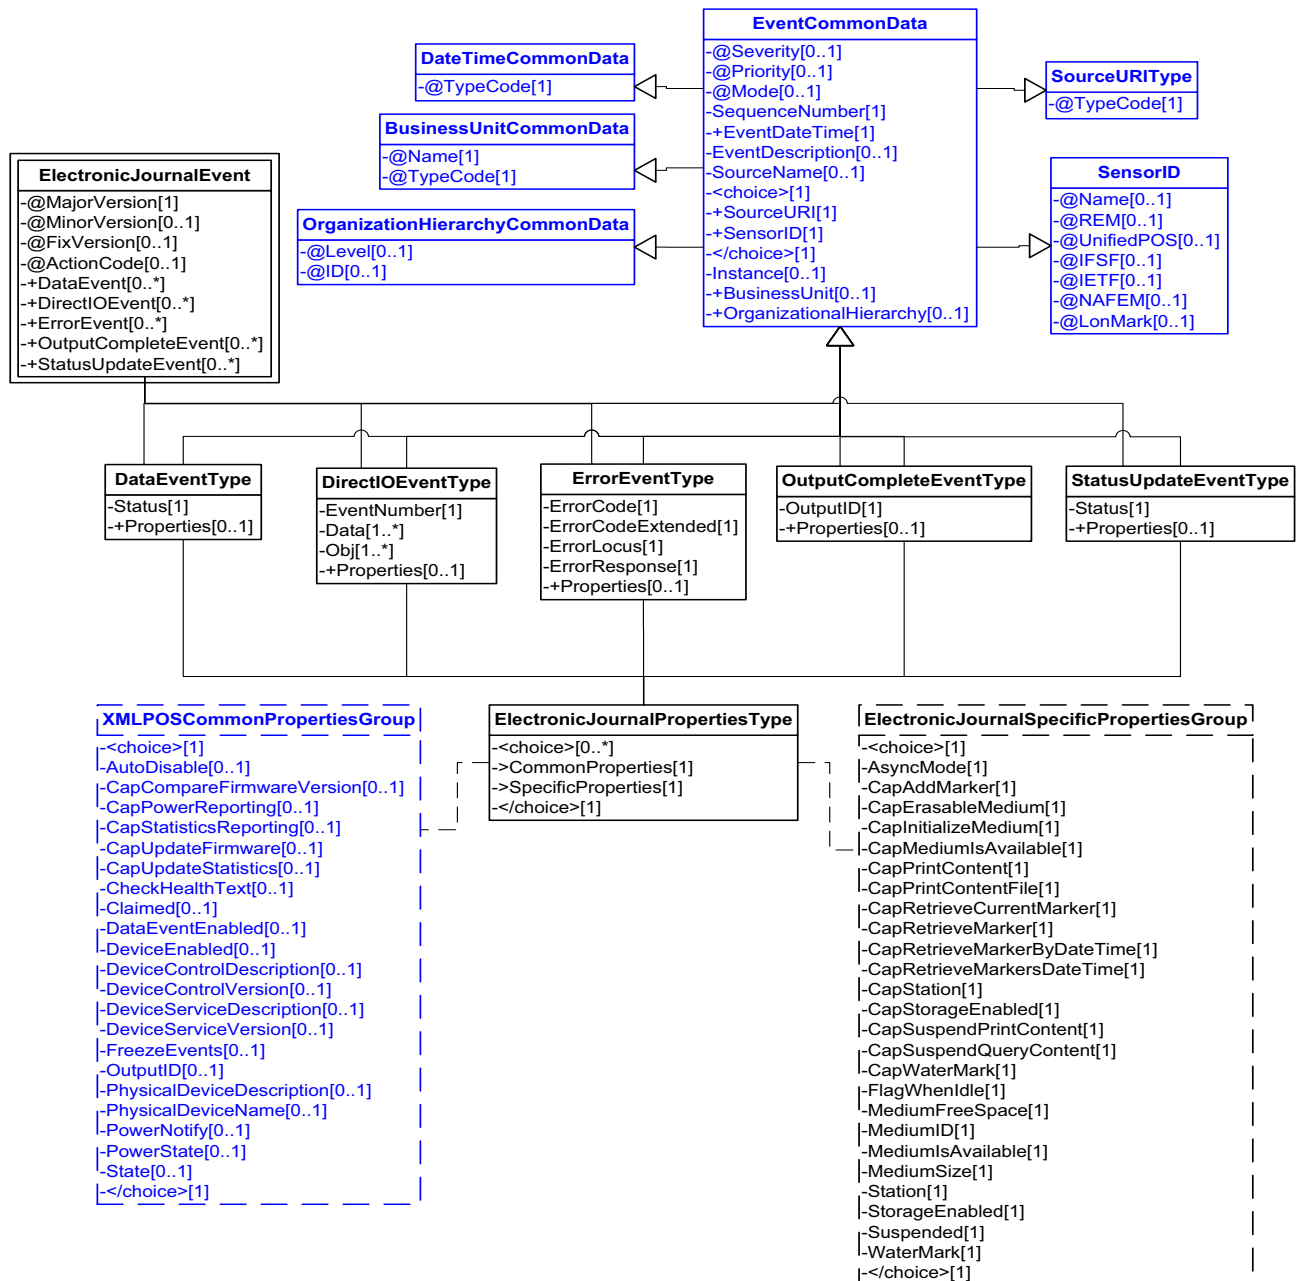 EventCommonData
-@Severity[0..1]
-@Priority[0..1]
-@Mode[0..1]
-SequenceNumber[1]
-+EventDateTime[1]
-EventDescription[0..1]
-SourceName[0..1]
-<choice>[1]
-+SourceURI[1]
-+SensorID[1]
-</choice>[1]
-Instance[0..1]
-+BusinessUnit[0..1]
-+OrganizationalHierarchy[0..1]
DateTimeCommonData
-@TypeCode[1]
SourceURIType
-@TypeCode[1]
BusinessUnitCommonData
-@Name[1]
-@TypeCode[1]
ElectronicJournalEvent
-@MajorVersion[1]
-@MinorVersion[0..1]
-@FixVersion[0..1]
-@ActionCode[0..1]
-+DataEvent[0..*]
-+DirectIOEvent[0..*]
-+ErrorEvent[0..*]
-+OutputCompleteEvent[0..*]
-+StatusUpdateEvent[0..*]
SensorID
-@Name[0..1]
-@REM[0..1]
-@UnifiedPOS[0..1]
-@IFSF[0..1]
-@IETF[0..1]
-@NAFEM[0..1]
-@LonMark[0..1]
OrganizationHierarchyCommonData
-@Level[0..1]
-@ID[0..1]
DataEventType
-Status[1]
-+Properties[0..1]
DirectIOEventType
-EventNumber[1]
-Data[1..*]
-Obj[1..*]
-+Properties[0..1]
ErrorEventType
-ErrorCode[1]
-ErrorCodeExtended[1]
-ErrorLocus[1]
-ErrorResponse[1]
-+Properties[0..1]
OutputCompleteEventType
-OutputID[1]
-+Properties[0..1]
StatusUpdateEventType
-Status[1]
-+Properties[0..1]
XMLPOSCommonPropertiesGroup
-<choice>[1]
-AutoDisable[0..1]
-CapCompareFirmwareVersion[0..1]
-CapPowerReporting[0..1]
-CapStatisticsReporting[0..1]
-CapUpdateFirmware[0..1]
-CapUpdateStatistics[0..1]
-CheckHealthText[0..1]
-Claimed[0..1]
-DataEventEnabled[0..1]
-DeviceEnabled[0..1]
-DeviceControlDescription[0..1]
-DeviceControlVersion[0..1]
-DeviceServiceDescription[0..1]
-DeviceServiceVersion[0..1]
-FreezeEvents[0..1]
-OutputID[0..1]
-PhysicalDeviceDescription[0..1]
-PhysicalDeviceName[0..1]
-PowerNotify[0..1]
-PowerState[0..1]
-State[0..1]
-</choice>[1]
ElectronicJournalPropertiesType
-<choice>[0..*]
->CommonProperties[1]
->SpecificProperties[1]
-</choice>[1]
ElectronicJournalSpecificPropertiesGroup
-<choice>[1]
-AsyncMode[1]
-CapAddMarker[1]
-CapErasableMedium[1]
-CapInitializeMedium[1]
-CapMediumIsAvailable[1]
-CapPrintContent[1]
-CapPrintContentFile[1]
-CapRetrieveCurrentMarker[1]
-CapRetrieveMarker[1]
-CapRetrieveMarkerByDateTime[1]
-CapRetrieveMarkersDateTime[1]
-CapStation[1]
-CapStorageEnabled[1]
-CapSuspendPrintContent[1]
-CapSuspendQueryContent[1]
-CapWaterMark[1]
-FlagWhenIdle[1]
-MediumFreeSpace[1]
-MediumID[1]
-MediumIsAvailable[1]
-MediumSize[1]
-Station[1]
-StorageEnabled[1]
-Suspended[1]
-WaterMark[1]
-</choice>[1]